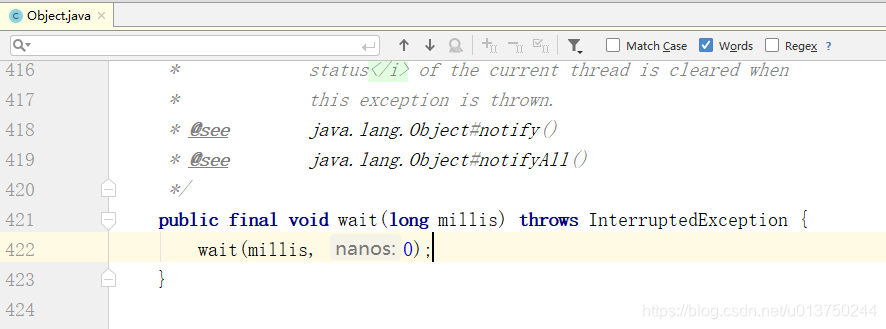 Object.java
Match Case Words Regex ?
416 * status</i> of the current thread is cleared when
417 * this exception is thrown.
418 * @see java.lang.Object#notify()
419 * @see java.lang.Object#notifyAll()
420 */
421 public final void wait(long millis) throws InterruptedException {
422 wait(millis, nanos: 0);
423 }
424
https://blog.csdn.net/u013750244